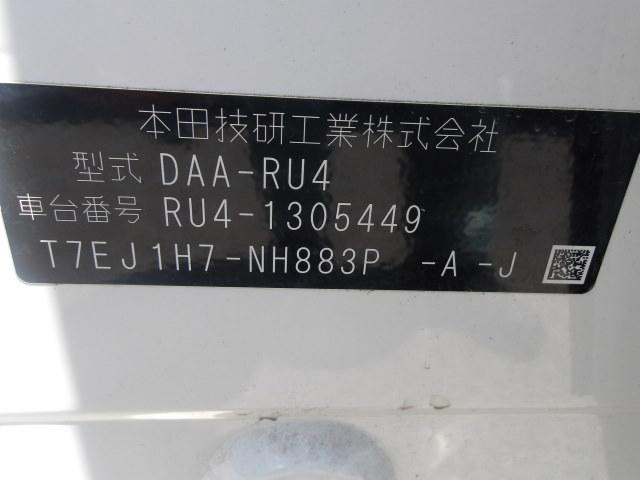 本田技研工業株式会社
型式 DAA-RU4
車台番号 RU4-1305449
T7EJ1H7-NH883P -A -J